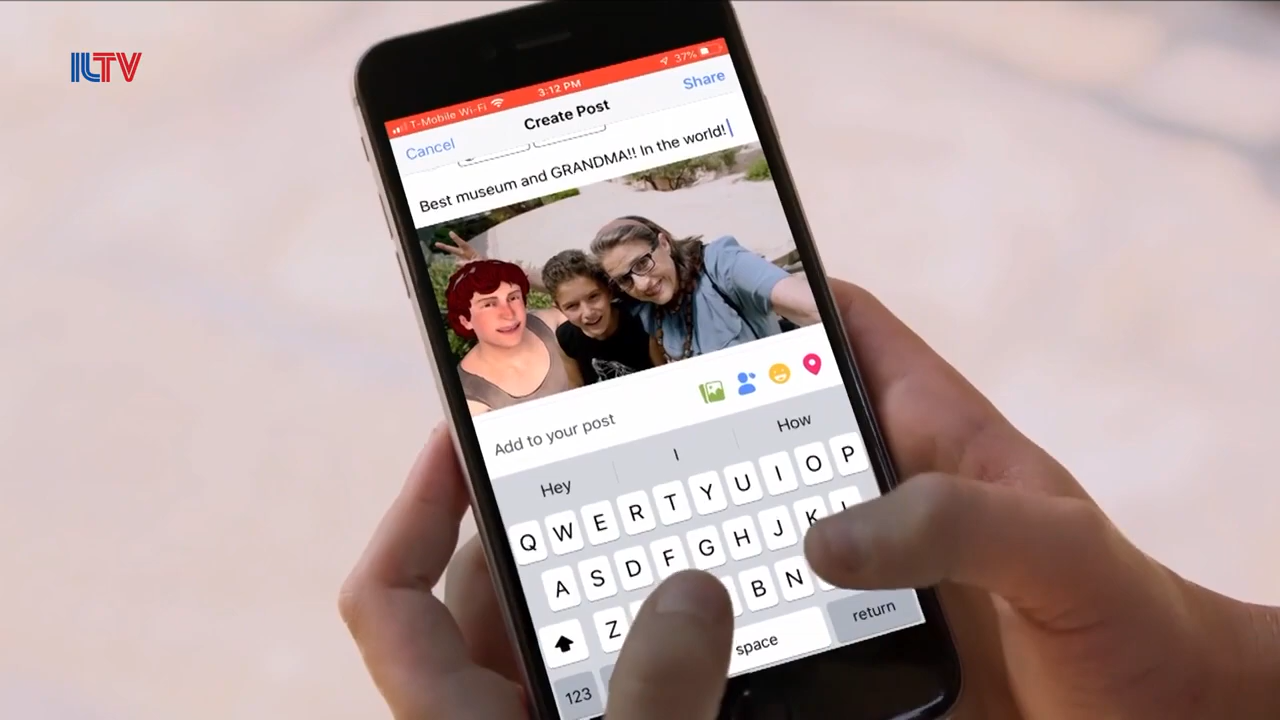 ILTV
T-Mobile Wi-Fi 3:12 PM 37%
Cancel Create Post Share
Best museum and GRANDMA!! In the world!
Add to your post
Hey I How
Q W E R T Y U I O P
A S D F G H J K L
Z B N
123 space return